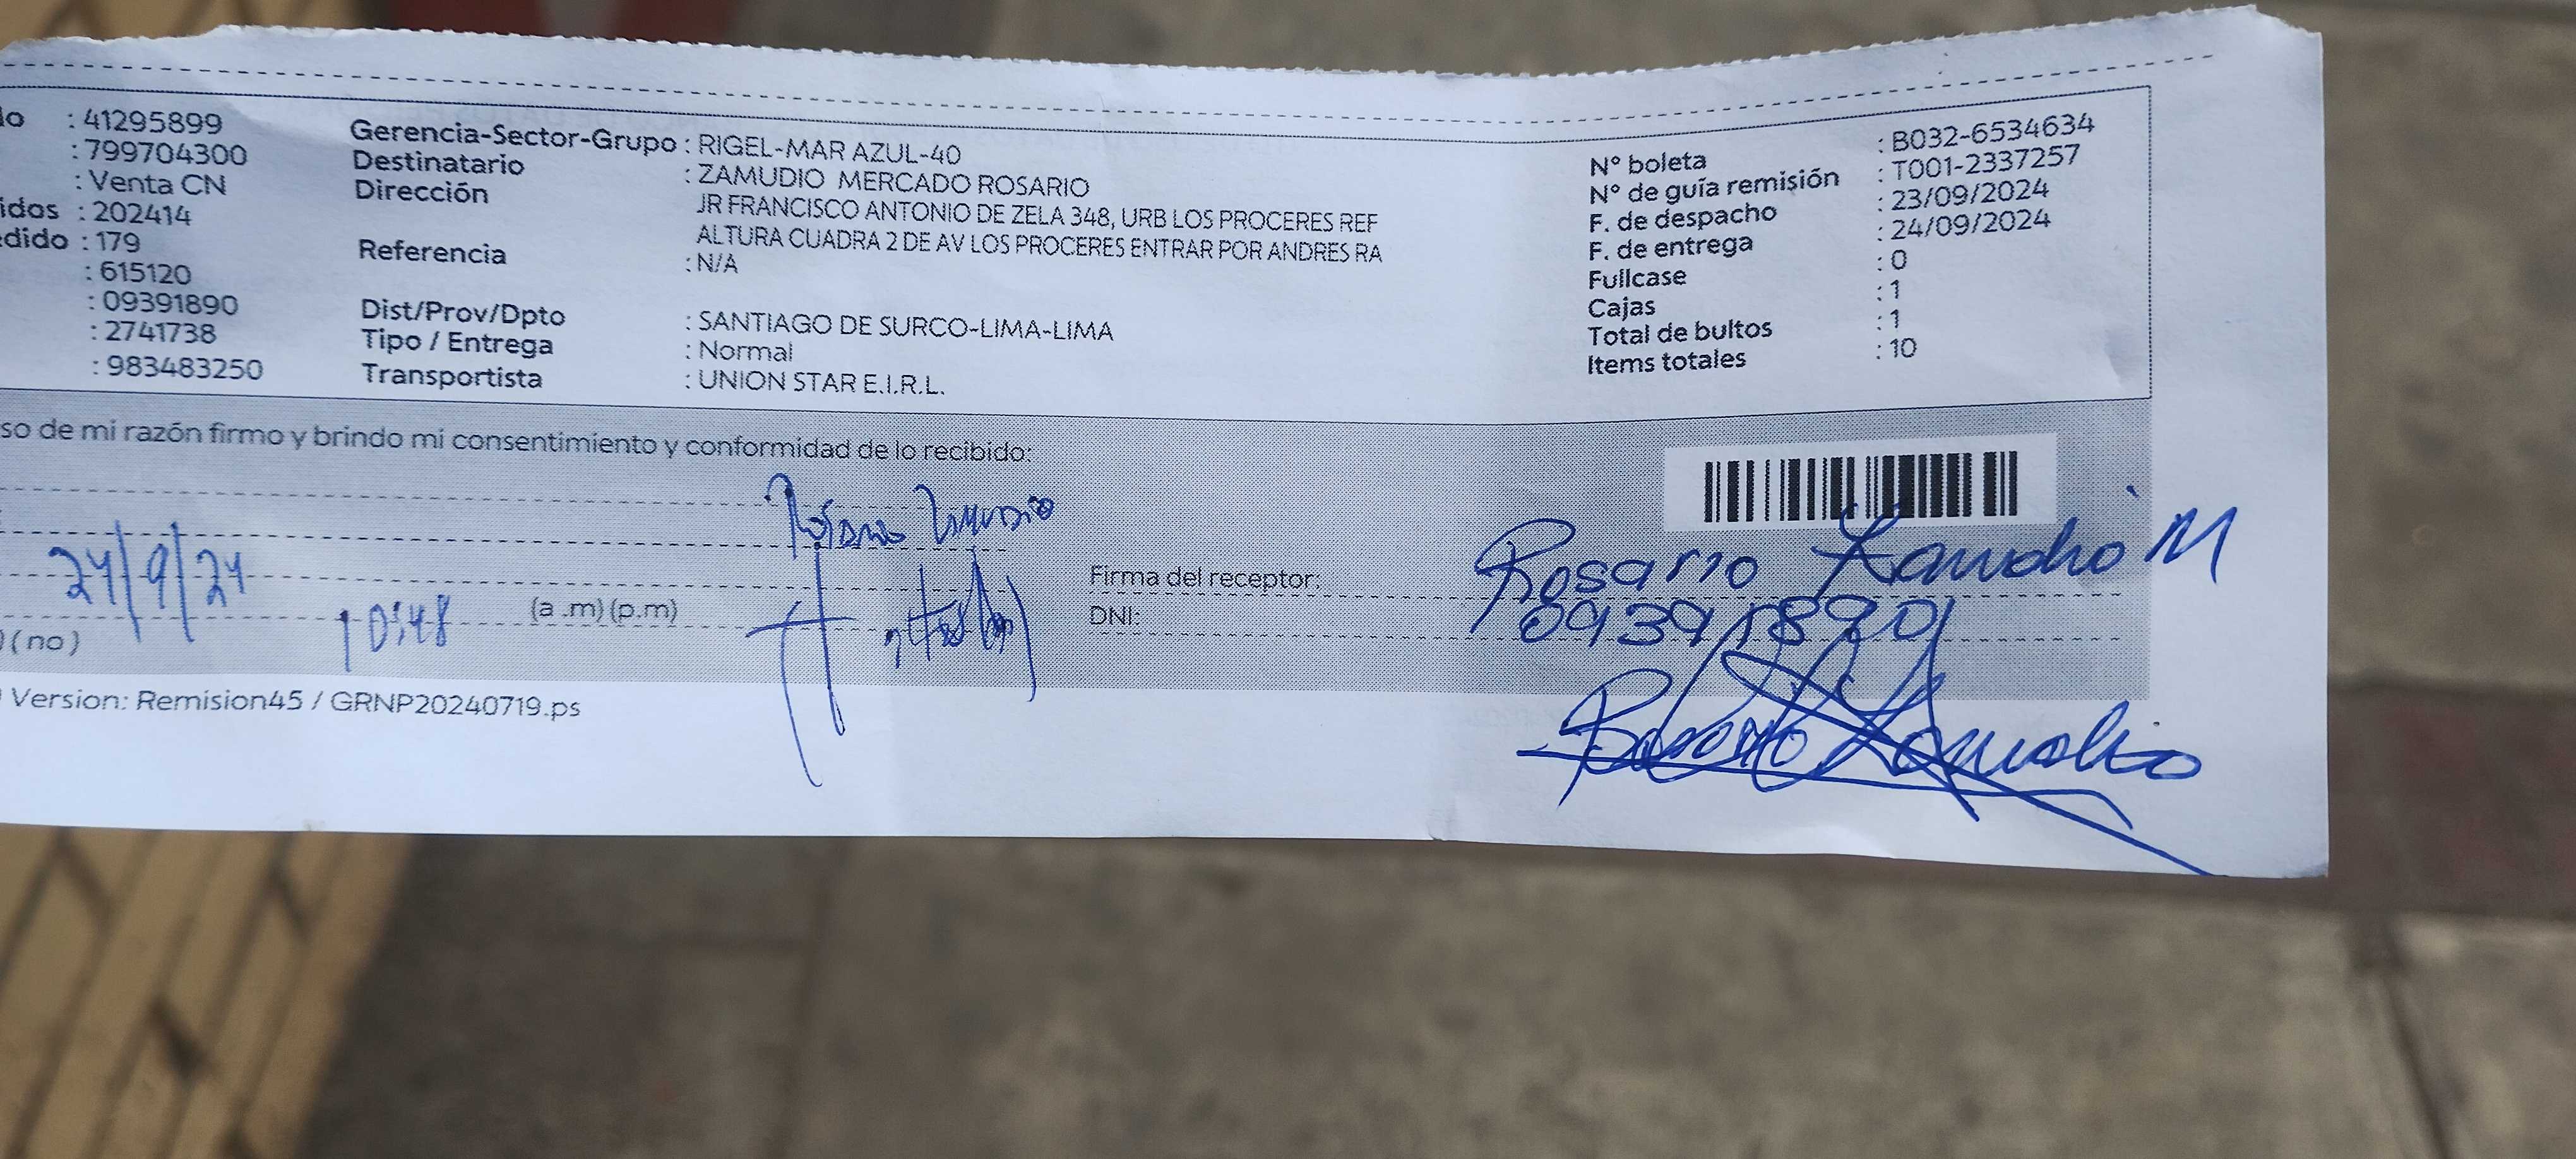 do : 41295899
: 799704300
: Venta CN
idos : 202414
edido : 179
: 615120
: 09391890
: 2741738
: 983483250
Gerencia-Sector-Grupo : RIGEL-MAR AZUL-40
Destinatario : ZAMUDIO MERCADO ROSARIO
Dirección JR FRANCISCO ANTONIO DE ZELA 348, URB LOS PROCERES REF
ALTURA CUADRA 2 DE AV LOS PROCERES ENTRAR POR ANDRES RA
Referencia : N/A
Dist/Prov/Dpto : SANTIAGO DE SURCO-LIMA-LIMA
Tipo / Entrega : Normal
Transportista : UNION STAR E.I.R.L.
N° boleta : B032-6534634
N° de guía remisión : T001-2337257
F. de despacho : 23/09/2024
F. de entrega : 24/09/2024
Fullcase : 0
Cajas : 1
Total de bultos : 1
Items totales : 10
so de mi razón firmo y brindo mi consentimiento y conformidad de lo recibido:
24/9/24
10:48 (a .m) (p.m)
) ( no )
Firma del receptor: Rosario Zamudio M
DNI: 09391890
Zamudio
Version: Remision45 / GRNP20240719.ps